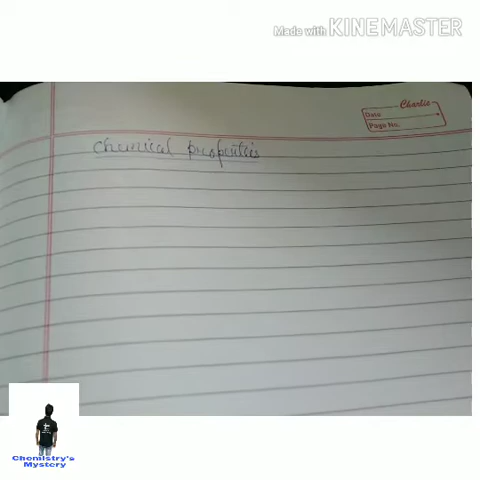 Made with KINEMASTER
Charlie
Date
Page No.
Chemical properties
Chemistry's
Mystery